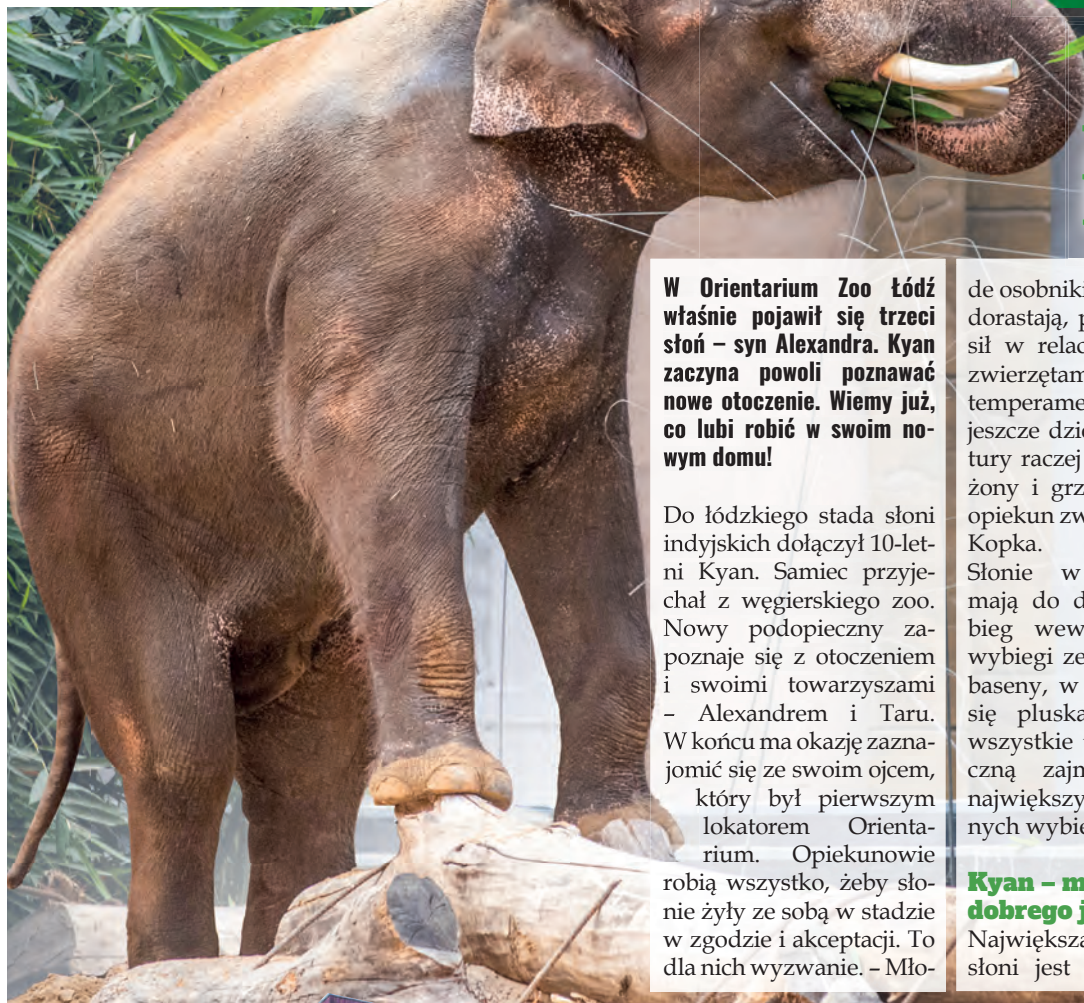 W Orientarium Zoo Łódź
właśnie pojawił się trzeci
słoń – syn Alexandra. Kyan
zaczyna powoli poznawać
nowe otoczenie. Wiemy już,
co lubi robić w swoim no-
wym domu!
Do łódzkiego stada słoni
indyjskich dołączył 10-let-
ni Kyan. Samiec przyje-
chał z węgierskiego zoo.
Nowy podopieczny za-
poznaje się z otoczeniem
i swoimi towarzyszami
– Alexandrem i Taru.
W końcu ma okazję zazna-
jomić się ze swoim ojcem,
który był pierwszym
lokatorem Orienta-
rium. Opiekunowie
robią wszystko, żeby sło-
nie żyły ze sobą w stadzie
w zgodzie i akceptacji. To
dla nich wyzwanie. – Mło-
de osobniki
dorastają, p
sił w relac
zwierzętam
temperame
jeszcze dzie
tury raczej
żony i grz
opiekun zw
Kopka.
Słonie w
mają do d
bieg wew
wybiegi ze
baseny, w
się pluska
wszystkie
czną zajm
największy
nych wybie
Kyan – m
dobrego j
Największa
słoni jest